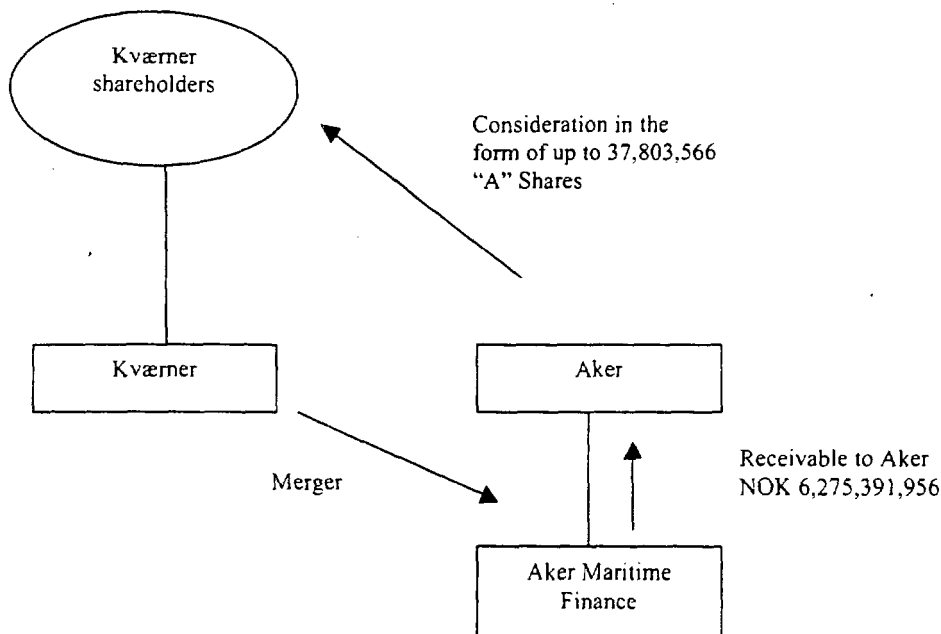 Kværner
shareholders
Consideration in the
form of up to 37,803,566
“A” Shares
Kværner
Aker
Merger
Receivable to Aker
NOK 6,275,391,956
Aker Maritime
Finance